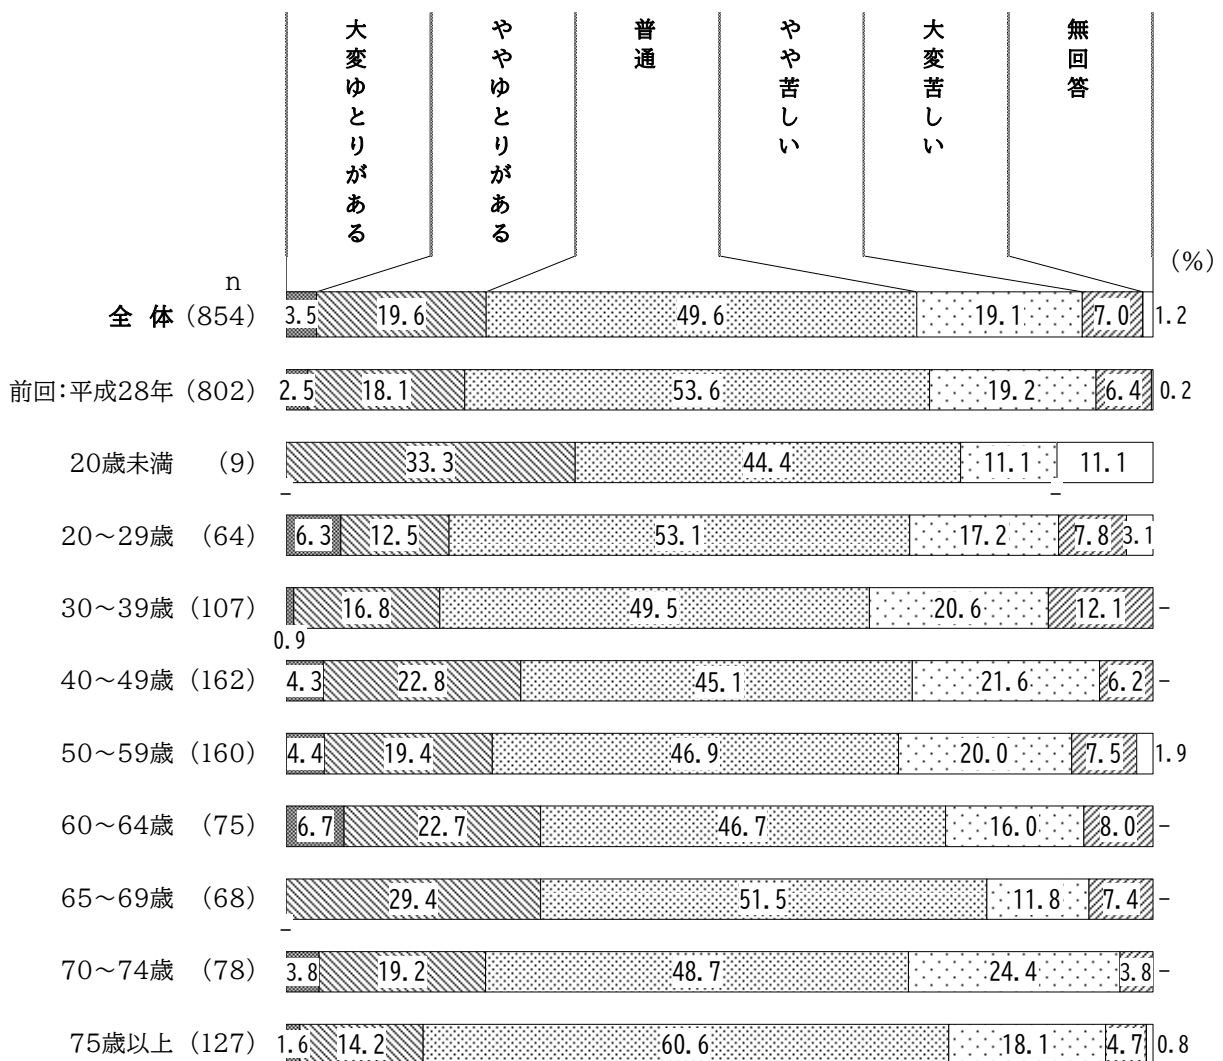 大変ゆとりがある
ややゆとりがある
普通
やや苦しい
大変苦しい
無回答
(%)
n
全 体 (854) 3.5 19.6 49.6 19.1 7.0 1.2
前回:平成28年 (802) 2.5 18.1 53.6 19.2 6.4 0.2
20歳未満 (9) – 33.3 44.4 11.1 – 11.1
20～29歳 (64) 6.3 12.5 53.1 17.2 7.8 3.1
30～39歳 (107) 0.9 16.8 49.5 20.6 12.1 –
40～49歳 (162) 4.3 22.8 45.1 21.6 6.2 –
50～59歳 (160) 4.4 19.4 46.9 20.0 7.5 1.9
60～64歳 (75) 6.7 22.7 46.7 16.0 8.0 –
65～69歳 (68) – 29.4 51.5 11.8 7.4 –
70～74歳 (78) 3.8 19.2 48.7 24.4 3.8 –
75歳以上 (127) 1.6 14.2 60.6 18.1 4.7 0.8